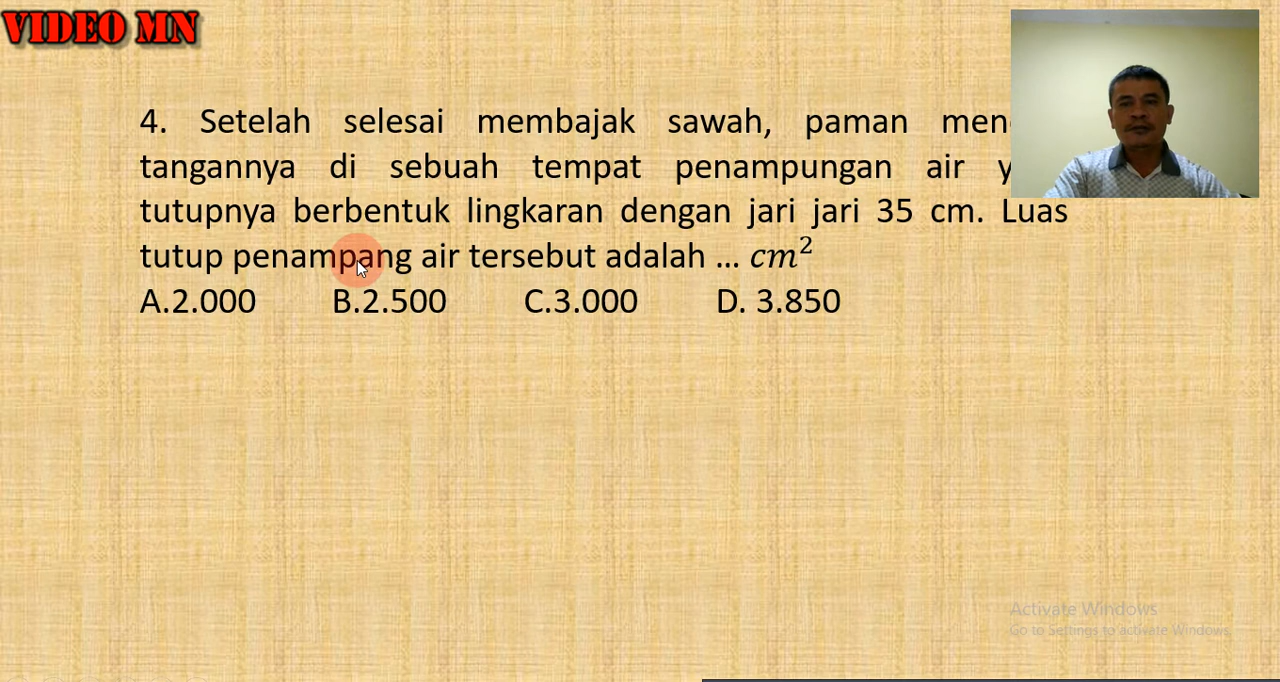 VIDEO MN
4. Setelah selesai membajak sawah, paman
tangannya di sebuah tempat penampungan air
tutupnya berbentuk lingkaran dengan jari jari 35 cm. Luas
tutup penampang air tersebut adalah ... cm²
A.2.000 B.2.500 C.3.000 D. 3.850
Activate Windows
Go to Settings to activate Windows.